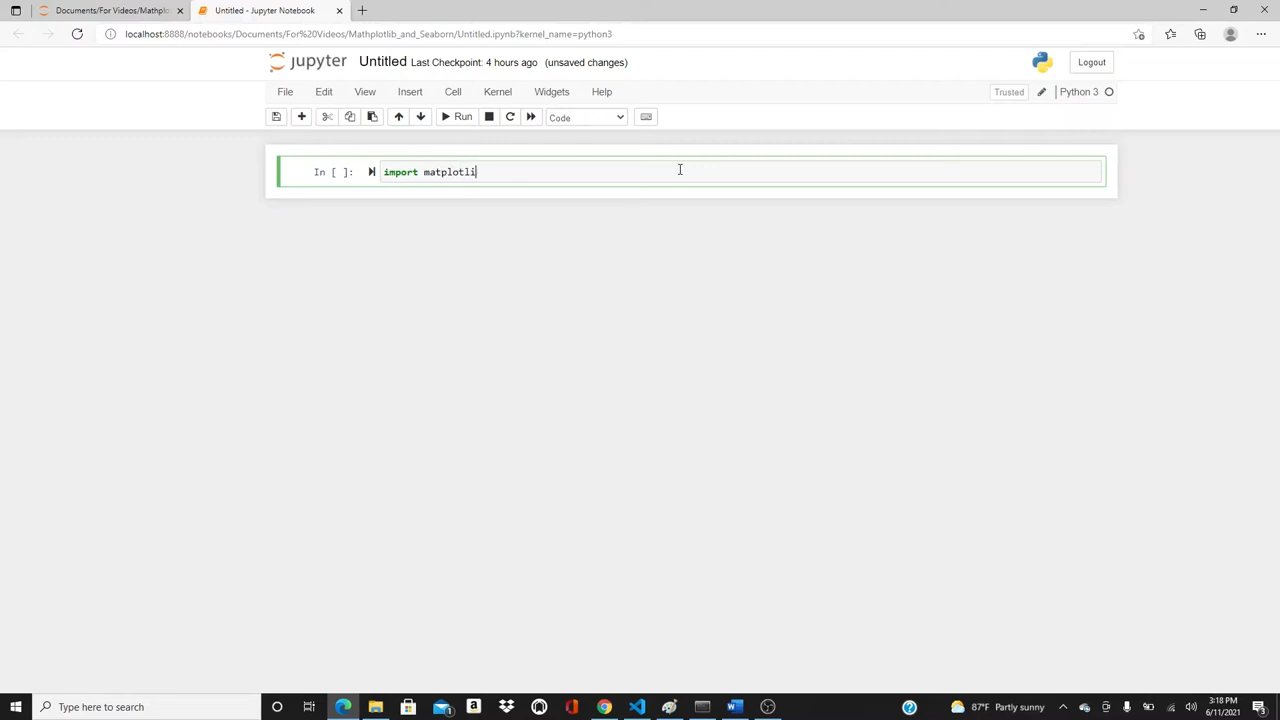 Documents/For Videos/Mathplo
Untitled - Jupyter Notebook
localhost:8888/notebooks/Documents/For%20Videos/Mathplotlib_and_Seaborn/Untitled.ipynb?kernel_name=python3
jupyter Untitled Last Checkpoint: 4 hours ago (unsaved changes)
Logout
File Edit View Insert Cell Kernel Widgets Help
Trusted
Python 3
Run
Code
In [ ]:
import matplotli
Type here to search
87°F Partly sunny
3:18 PM
6/11/2021